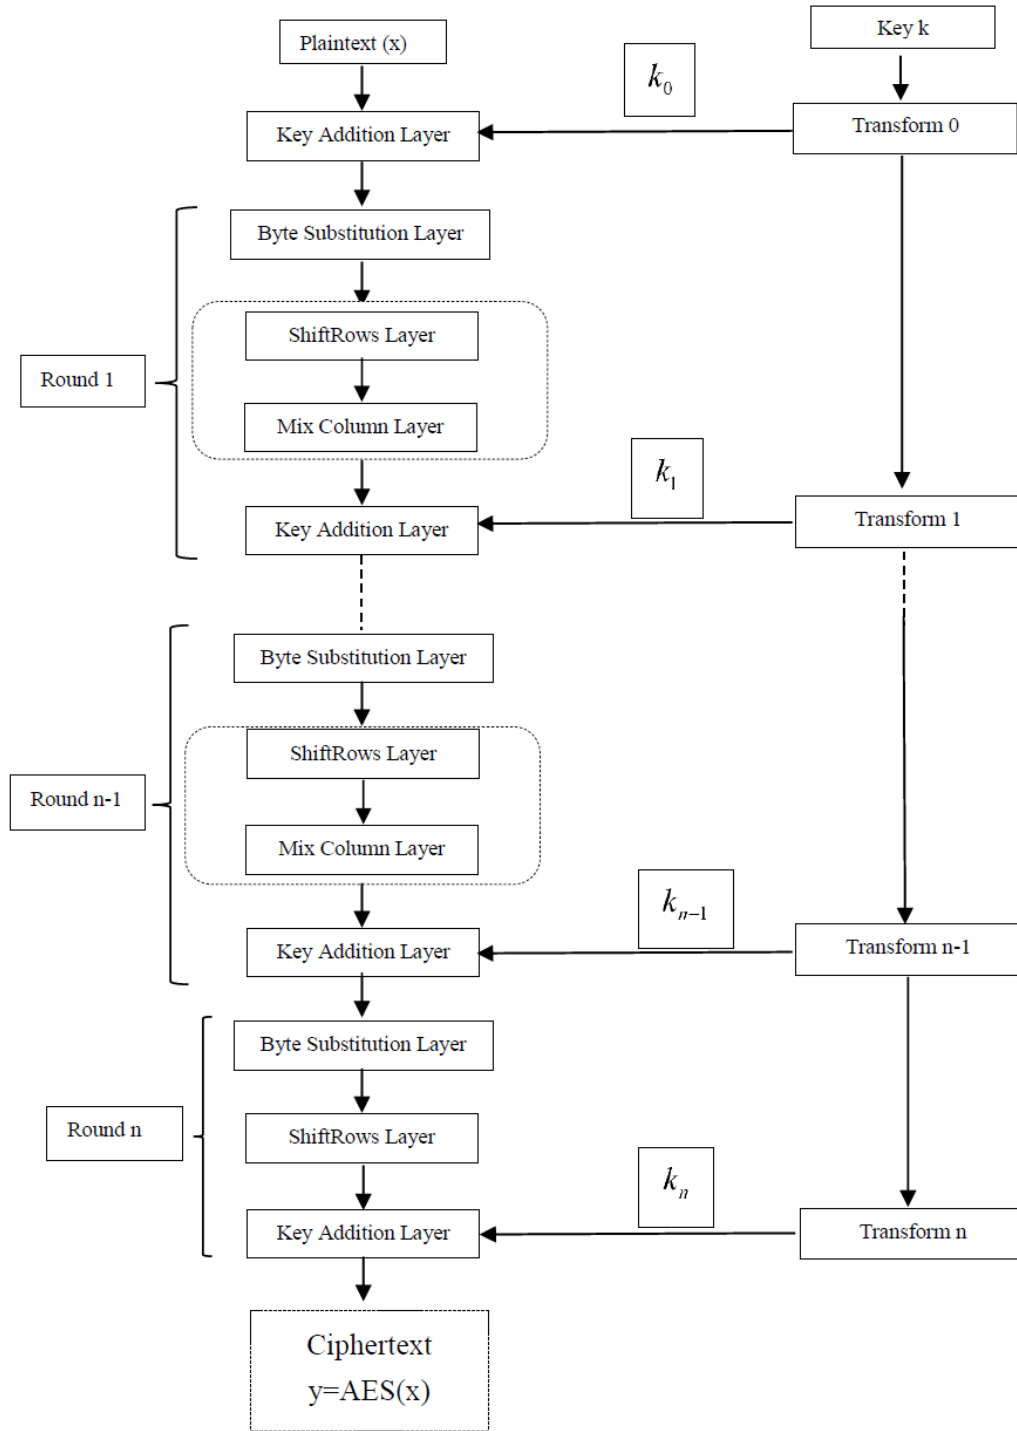 Plaintext (x)
Key k
k0
Key Addition Layer
Transform 0
Byte Substitution Layer
ShiftRows Layer
Round 1
Mix Column Layer
k1
Key Addition Layer
Transform 1
Byte Substitution Layer
ShiftRows Layer
Round n-1
Mix Column Layer
kn−1
Key Addition Layer
Transform n-1
Byte Substitution Layer
Round n
ShiftRows Layer
kn
Key Addition Layer
Transform n
Ciphertext
y=AES(x)